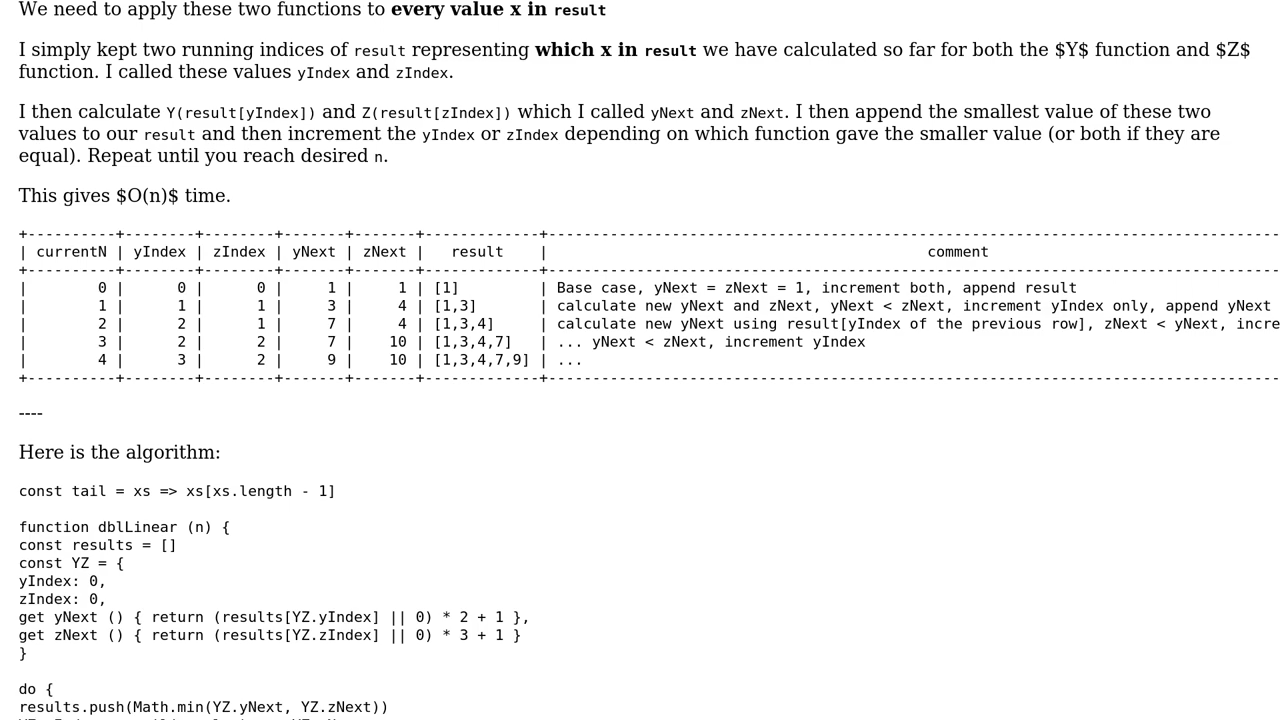 We need to apply these two functions to every value x in result
I simply kept two running indices of result representing which x in result we have calculated so far for both the $Y$ function and $Z$
function. I called these values yIndex and zIndex.
I then calculate Y(result[yIndex]) and Z(result[zIndex]) which I called yNext and zNext. I then append the smallest value of these two
values to our result and then increment the yIndex or zIndex depending on which function gave the smaller value (or both if they are
equal). Repeat until you reach desired n.
This gives $O(n)$ time.
+----------+--------+--------+-------+-------+-------------+------------------------------------------------------------------------------------
| currentN | yIndex | zIndex | yNext | zNext |   result    |                                           comment
+----------+--------+--------+-------+-------+-------------+------------------------------------------------------------------------------------
|        0 |      0 |      0 |     1 |     1 | [1]         | Base case, yNext = zNext = 1, increment both, append result
|        1 |      1 |      1 |     3 |     4 | [1,3]       | calculate new yNext and zNext, yNext < zNext, increment yIndex only, append yNext
|        2 |      2 |      1 |     7 |     4 | [1,3,4]     | calculate new yNext using result[yIndex of the previous row], zNext < yNext, incre
|        3 |      2 |      2 |     7 |    10 | [1,3,4,7]   | ... yNext < zNext, increment yIndex
|        4 |      3 |      2 |     9 |    10 | [1,3,4,7,9] | ...
+----------+--------+--------+-------+-------+-------------+------------------------------------------------------------------------------------
----
Here is the algorithm:
const tail = xs => xs[xs.length - 1]
function dblLinear (n) {
const results = []
const YZ = {
yIndex: 0,
zIndex: 0,
get yNext () { return (results[YZ.yIndex] || 0) * 2 + 1 },
get zNext () { return (results[YZ.zIndex] || 0) * 3 + 1 }
}
do {
results.push(Math.min(YZ.yNext, YZ.zNext))